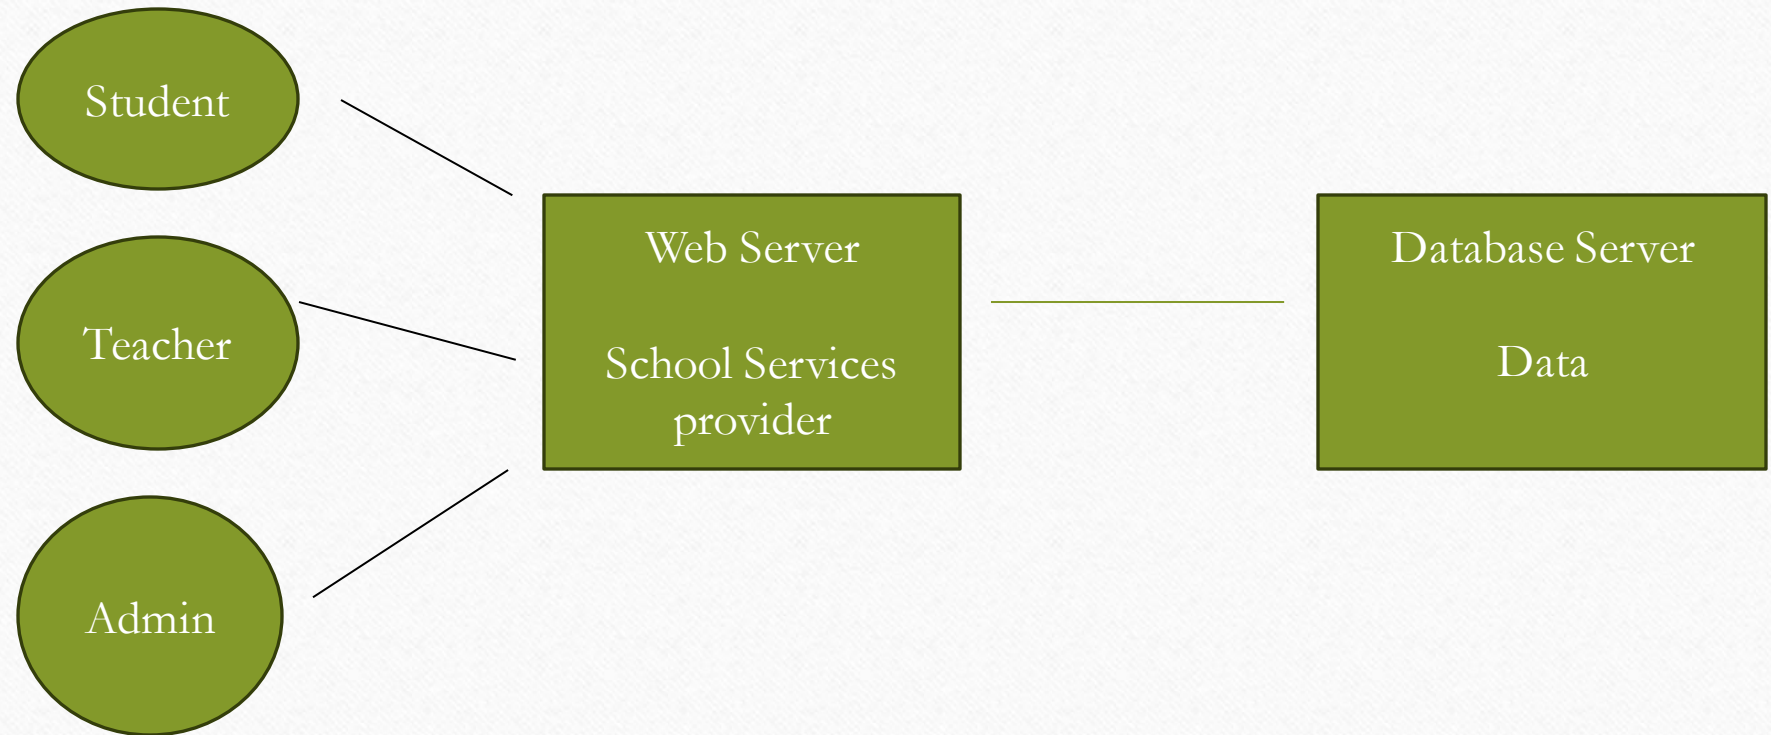 Student
Teacher
Admin
Web Server
School Services
provider
Database Server
Data